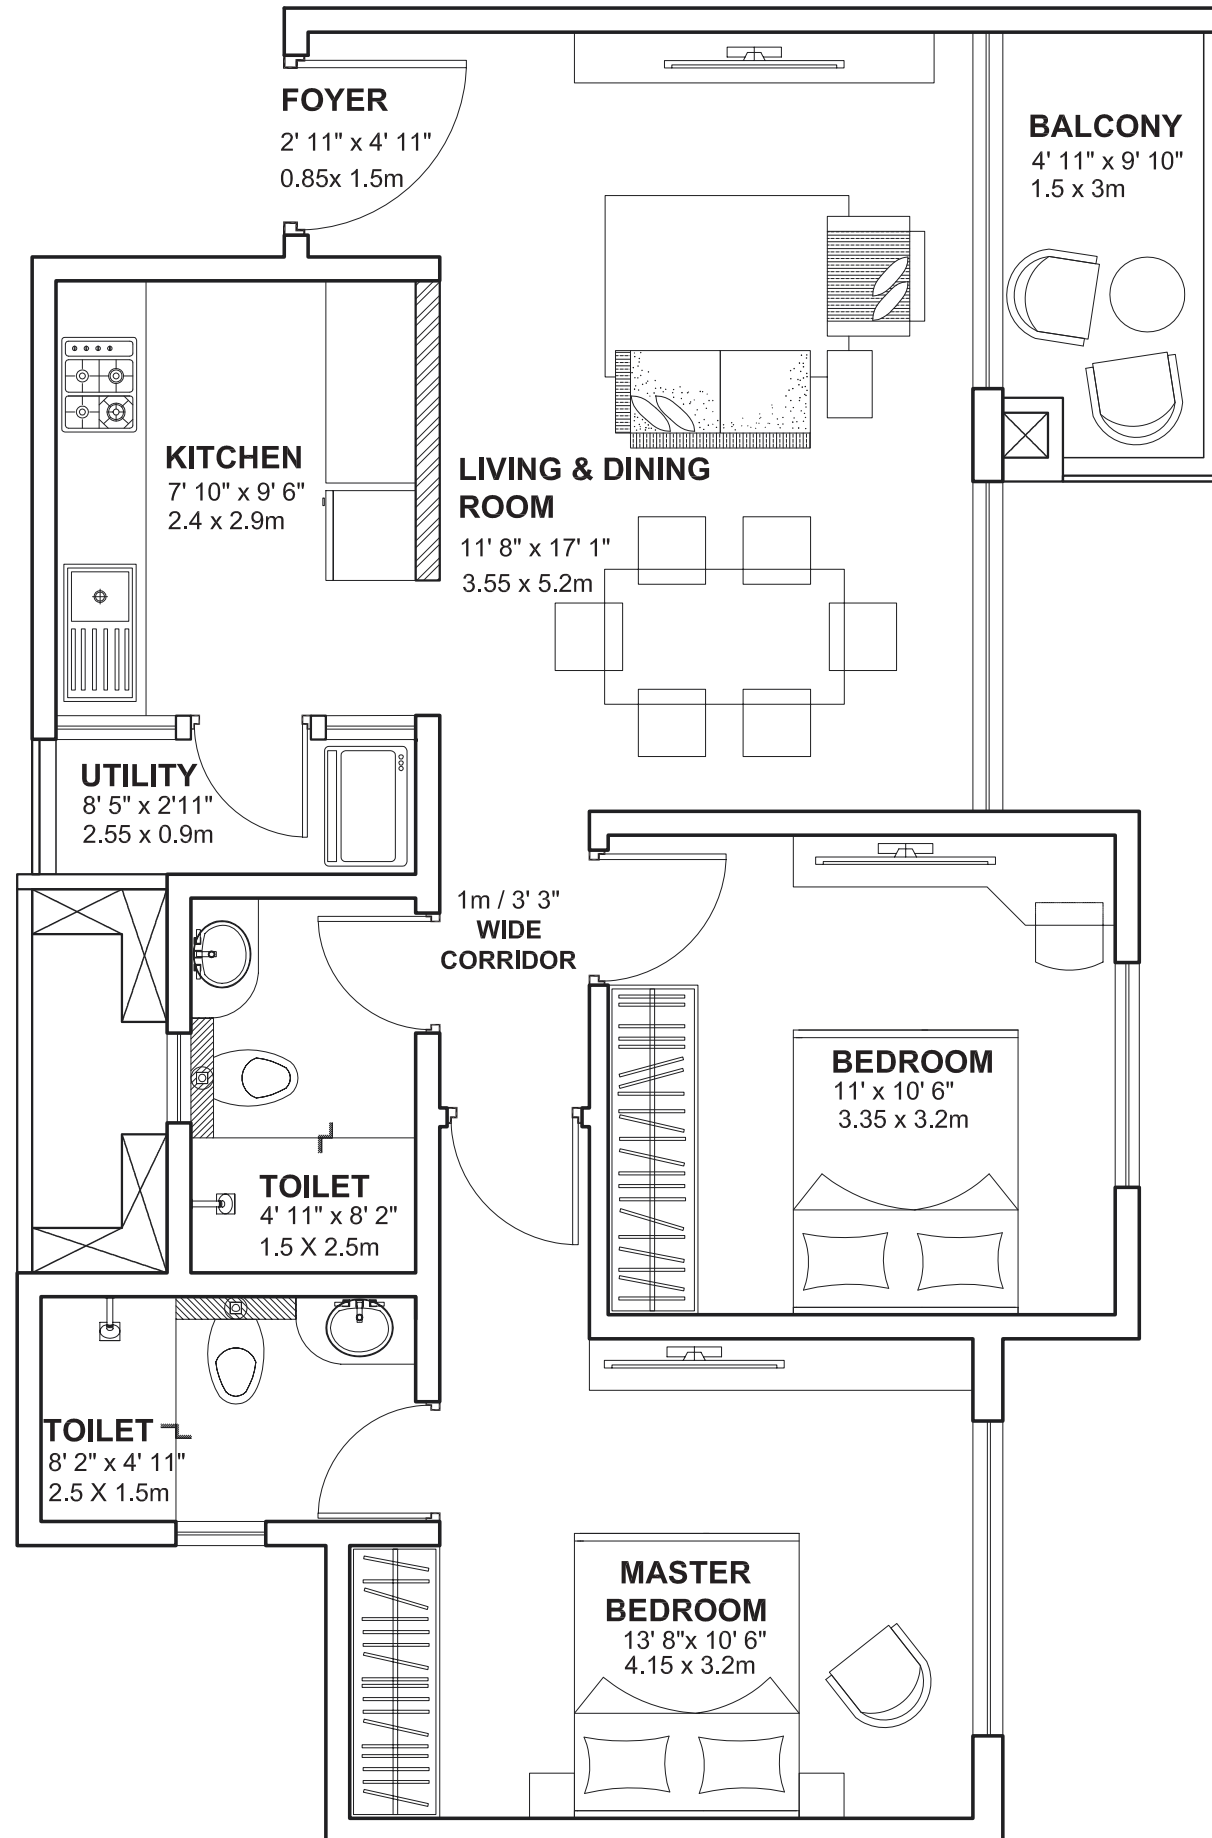 FOYER
2' 11" x 4' 11"
0.85x 1.5m
BALCONY
4' 11" x 9' 10"
1.5 x 3m
KITCHEN
7' 10" x 9' 6"
2.4 x 2.9m
LIVING & DINING
ROOM
11' 8" x 17' 1"
3.55 x 5.2m
UTILITY
8' 5" x 2'11"
2.55 x 0.9m
1m / 3' 3"
WIDE
CORRIDOR
BEDROOM
11' x 10' 6"
3.35 x 3.2m
TOILET
4' 11" x 8' 2"
1.5 X 2.5m
TOILET
8' 2" x 4' 11"
2.5 X 1.5m
MASTER
BEDROOM
13' 8"x 10' 6"
4.15 x 3.2m